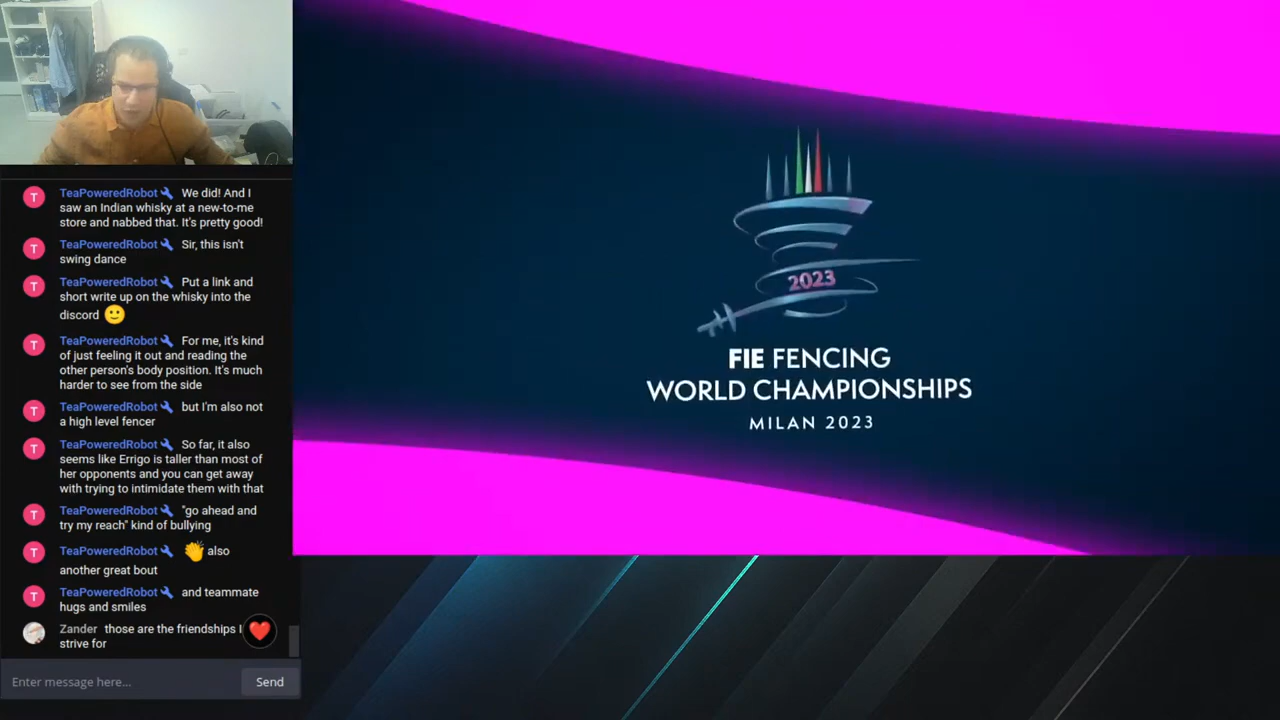 T
TeaPoweredRobot We did! And I
saw an Indian whisky at a new-to-me
store and nabbed that. It's pretty good!
T
TeaPoweredRobot Sir, this isn't
swing dance
T
TeaPoweredRobot Put a link and
short write up on the whisky into the
discord 🙂
T
TeaPoweredRobot For me, it's kind
of just feeling it out and reading the
other person's body position. It's much
harder to see from the side
T
TeaPoweredRobot but I'm also not
a high level fencer
T
TeaPoweredRobot So far, it also
seems like Errigo is taller than most of
her opponents and you can get away
with trying to intimidate them with that
T
TeaPoweredRobot "go ahead and
try my reach" kind of bullying
T
TeaPoweredRobot 👏 also
another great bout
T
TeaPoweredRobot and teammate
hugs and smiles
Zander those are the friendships I
strive for
Enter message here...
Send
2023
FIE FENCING
WORLD CHAMPIONSHIPS
MILAN 2023